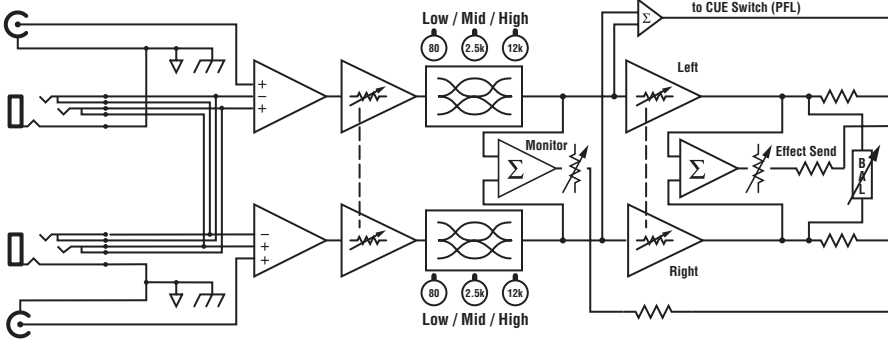 to CUE Switch (PFL)
Low / Mid / High
80 2.5k 12k
Σ
Left
+
−
+
Monitor
Σ
Effect Send
Σ
BAL
−
+
+
Right
80 2.5k 12k
Low / Mid / High